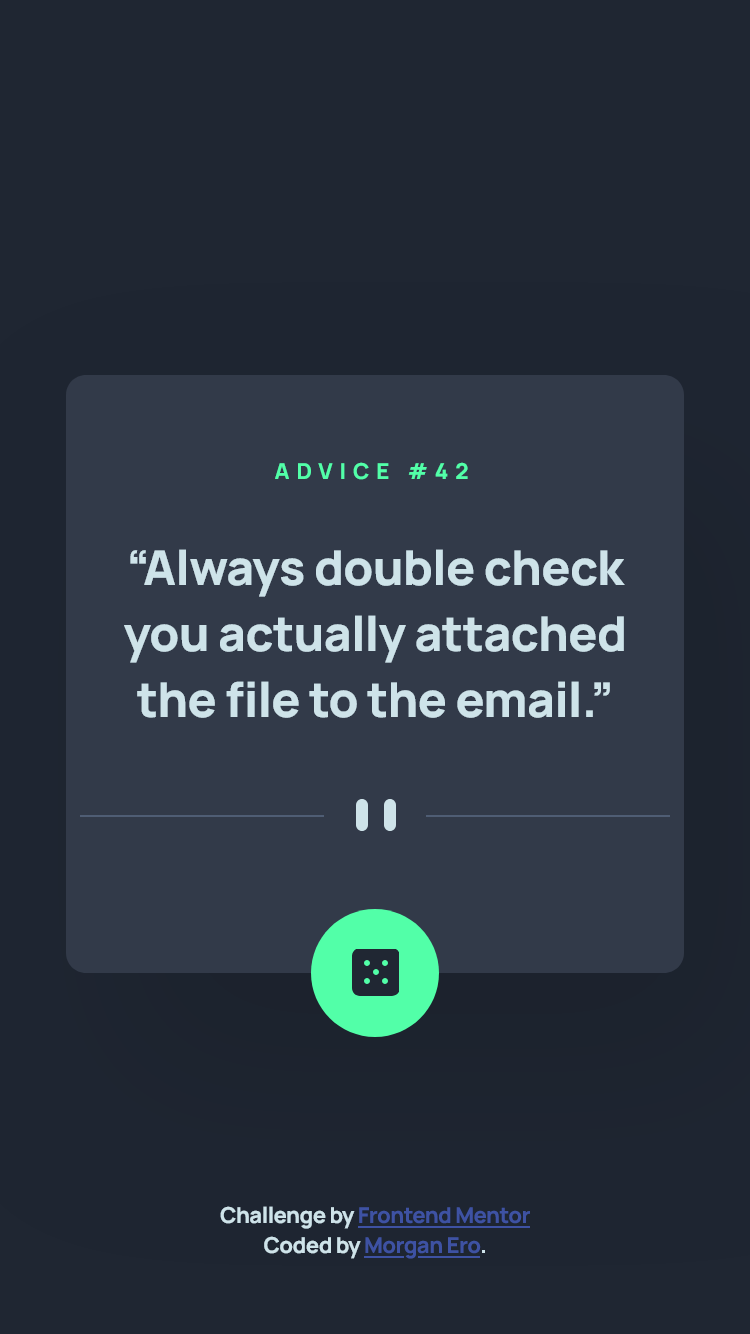 ADVICE #42
“Always double check
you actually attached
the file to the email.”
Challenge by Frontend Mentor
Coded by Morgan Ero.